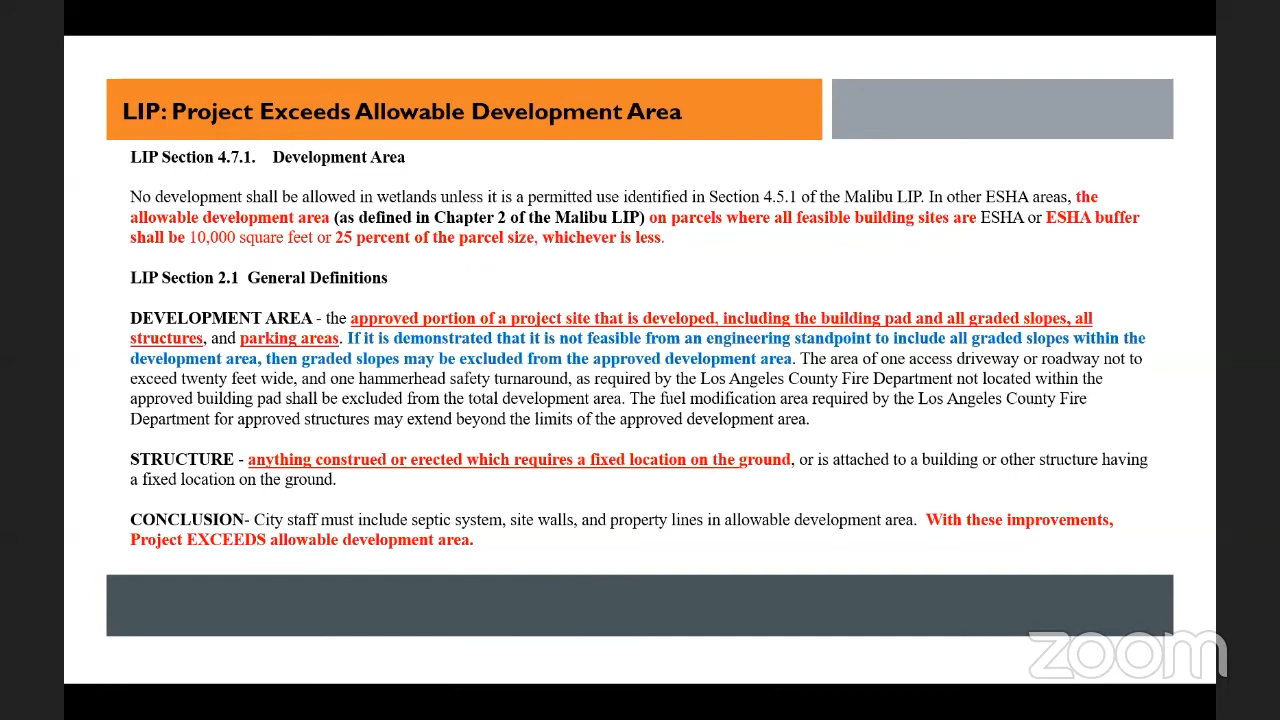 LIP: Project Exceeds Allowable Development Area
LIP Section 4.7.1. Development Area
No development shall be allowed in wetlands unless it is a permitted use identified in Section 4.5.1 of the Malibu LIP. In other ESHA areas, the
allowable development area (as defined in Chapter 2 of the Malibu LIP) on parcels where all feasible building sites are ESHA or ESHA buffer
shall be 10,000 square feet or 25 percent of the parcel size, whichever is less.
LIP Section 2.1 General Definitions
DEVELOPMENT AREA - the approved portion of a project site that is developed, including the building pad and all graded slopes, all
structures, and parking areas. If it is demonstrated that it is not feasible from an engineering standpoint to include all graded slopes within the
development area, then graded slopes may be excluded from the approved development area. The area of one access driveway or roadway not to
exceed twenty feet wide, and one hammerhead safety turnaround, as required by the Los Angeles County Fire Department not located within the
approved building pad shall be excluded from the total development area. The fuel modification area required by the Los Angeles County Fire
Department for approved structures may extend beyond the limits of the approved development area.
STRUCTURE - anything construed or erected which requires a fixed location on the ground, or is attached to a building or other structure having
a fixed location on the ground.
CONCLUSION- City staff must include septic system, site walls, and property lines in allowable development area. With these improvements,
Project EXCEEDS allowable development area.
zoom